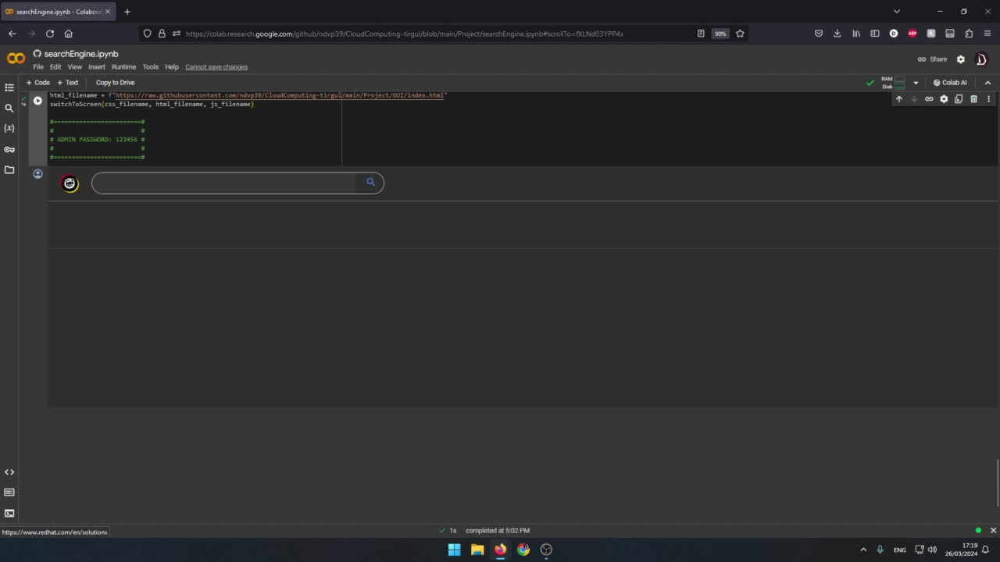 searchEngine.ipynb - Colabora
https://colab.research.google.com/github/ndvp39/CloudComputing-tirgul/blob/main/Project/searchEngine.ipynb#scrollTo=fXLNd03YPP4x
90%
searchEngine.ipynb
File Edit View Insert Runtime Tools Help Cannot save changes
Share
+ Code + Text Copy to Drive
RAM
Disk
Colab AI
html_filename = f"https://raw.githubusercontent.com/ndvp39/CloudComputing-tirgul/main/Project/GUI/index.html"
switchToScreen(css_filename, html_filename, js_filename)
#========================#
#                        #
# ADMIN PASSWORD: 123456 #
#                        #
#========================#
https://www.redhat.com/en/solutions
1s completed at 5:02 PM
ENG
17:19
26/03/2024